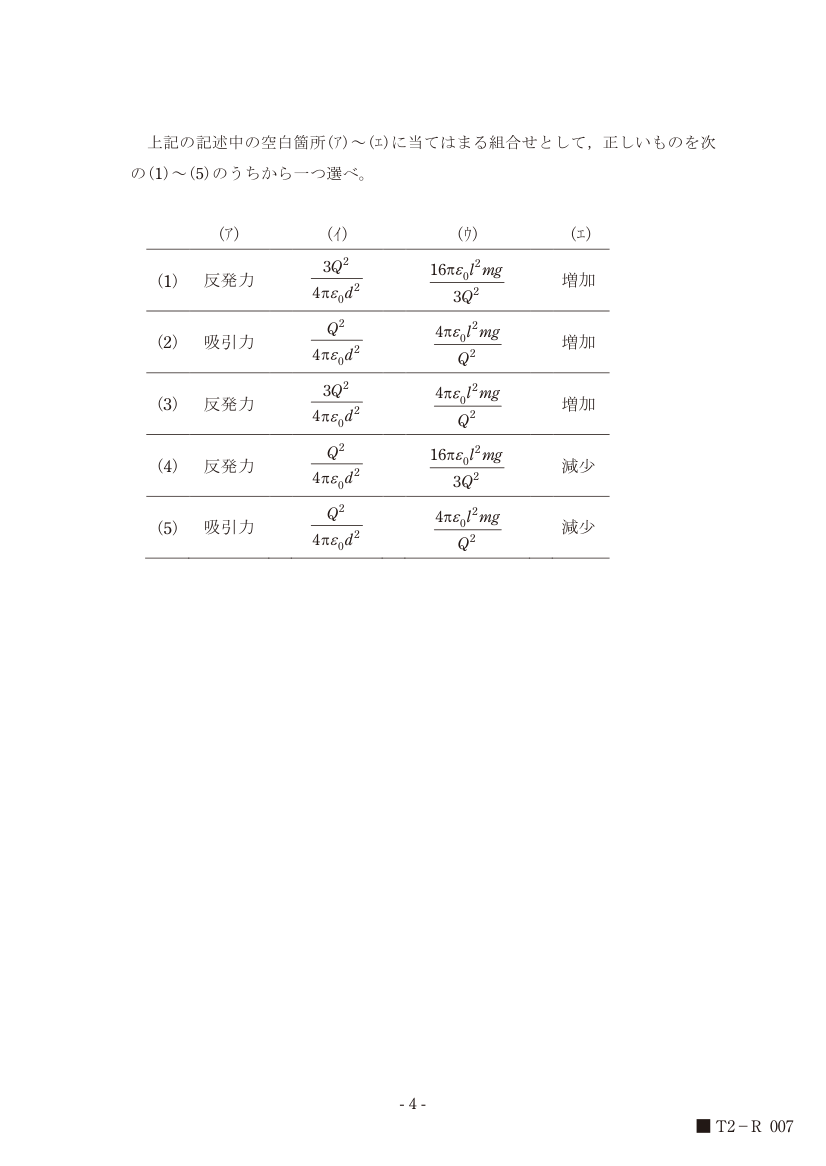 上記の記述中の空白箇所(ｱ)～(ｴ)に当てはまる組合せとして，正しいものを次
の(1)～(5)のうちから一つ選べ。
(ｱ) (ｲ) (ｳ) (ｴ)
(1) 反発力 3Q²/4πε₀d² 16πε₀l²mg/3Q² 増加
(2) 吸引力 Q²/4πε₀d² 4πε₀l²mg/Q² 増加
(3) 反発力 3Q²/4πε₀d² 4πε₀l²mg/Q² 増加
(4) 反発力 Q²/4πε₀d² 16πε₀l²mg/3Q² 減少
(5) 吸引力 Q²/4πε₀d² 4πε₀l²mg/Q² 減少
- 4 -
■ T2－R 007